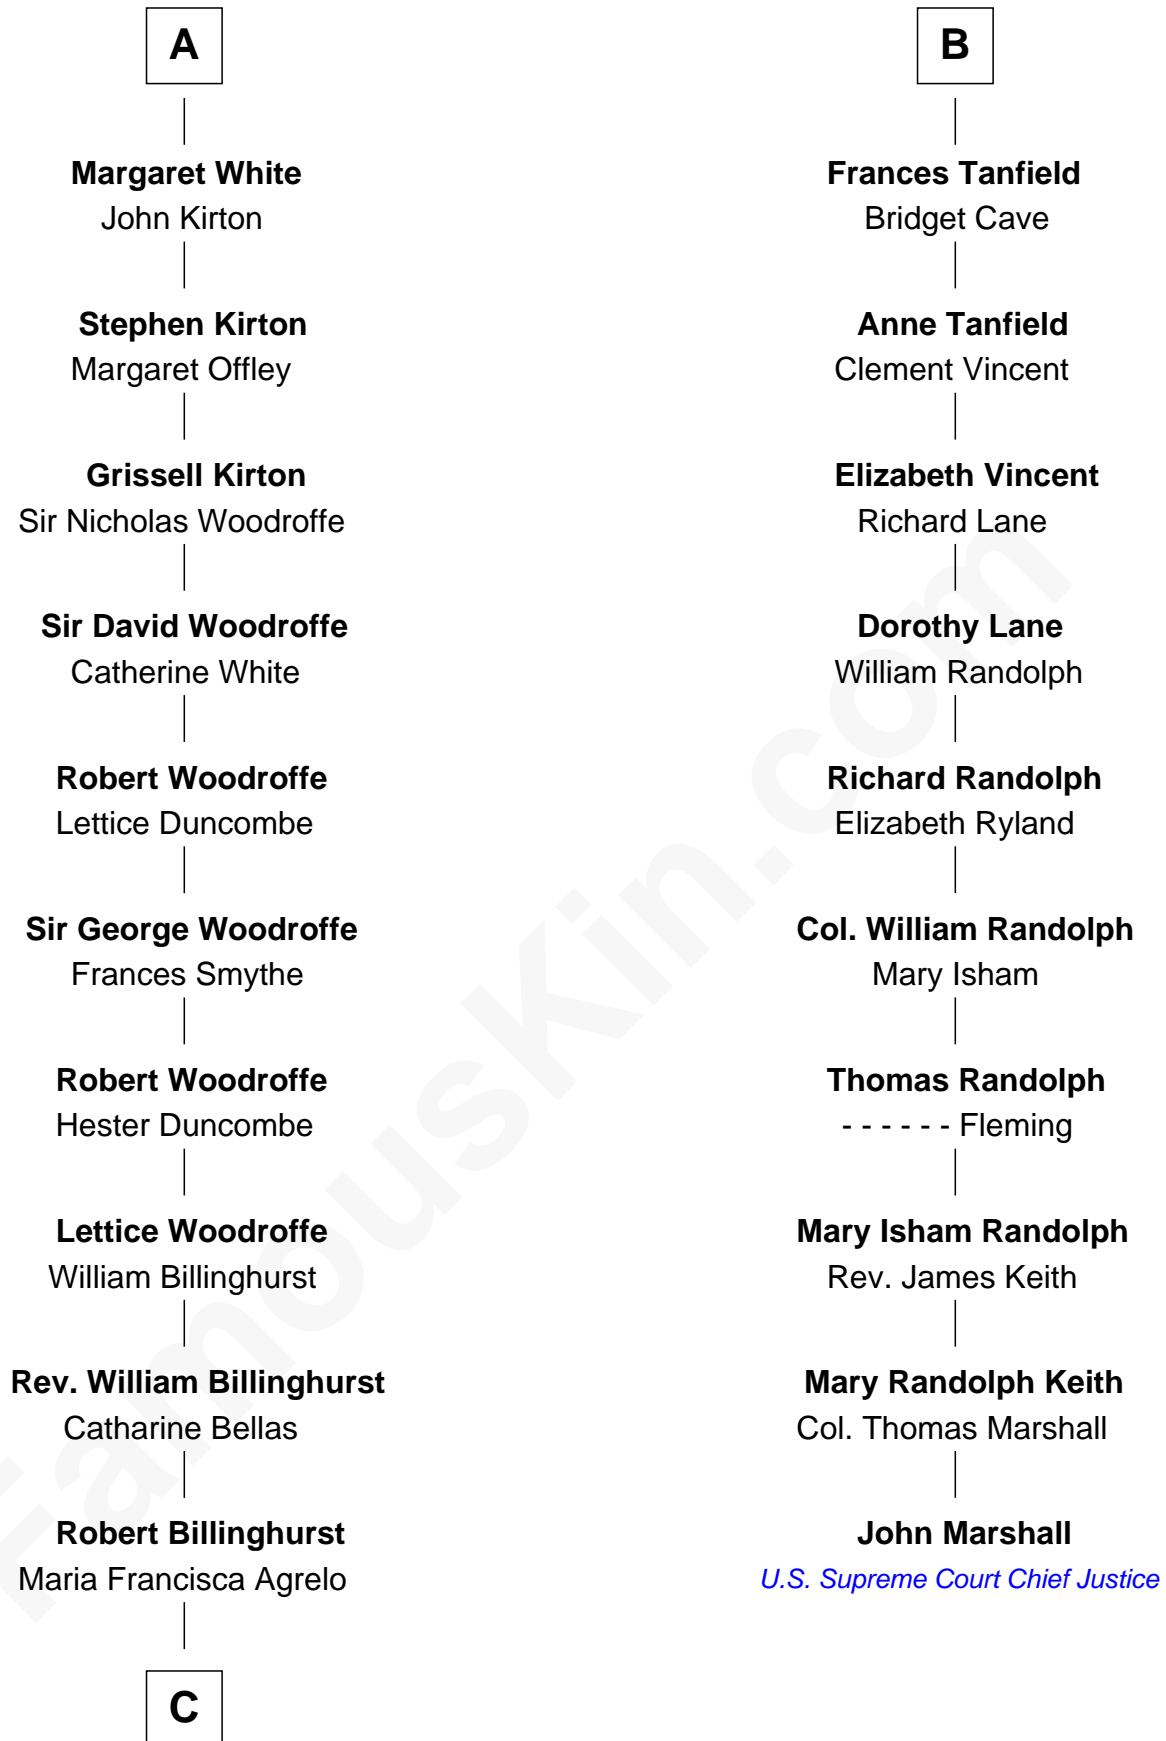 A
Margaret White
John Kirton
Stephen Kirton
Margaret Offley
Grissell Kirton
Sir Nicholas Woodroffe
Sir David Woodroffe
Catherine White
Robert Woodroffe
Lettice Duncombe
Sir George Woodroffe
Frances Smythe
Robert Woodroffe
Hester Duncombe
Lettice Woodroffe
William Billinghurst
Rev. William Billinghurst
Catharine Bellas
Robert Billinghurst
Maria Francisca Agrelo
C
B
Frances Tanfield
Bridget Cave
Anne Tanfield
Clement Vincent
Elizabeth Vincent
Richard Lane
Dorothy Lane
William Randolph
Richard Randolph
Elizabeth Ryland
Col. William Randolph
Mary Isham
Thomas Randolph
- - - - - - Fleming
Mary Isham Randolph
Rev. James Keith
Mary Randolph Keith
Col. Thomas Marshall
John Marshall
U.S. Supreme Court Chief Justice
FamousKin.com